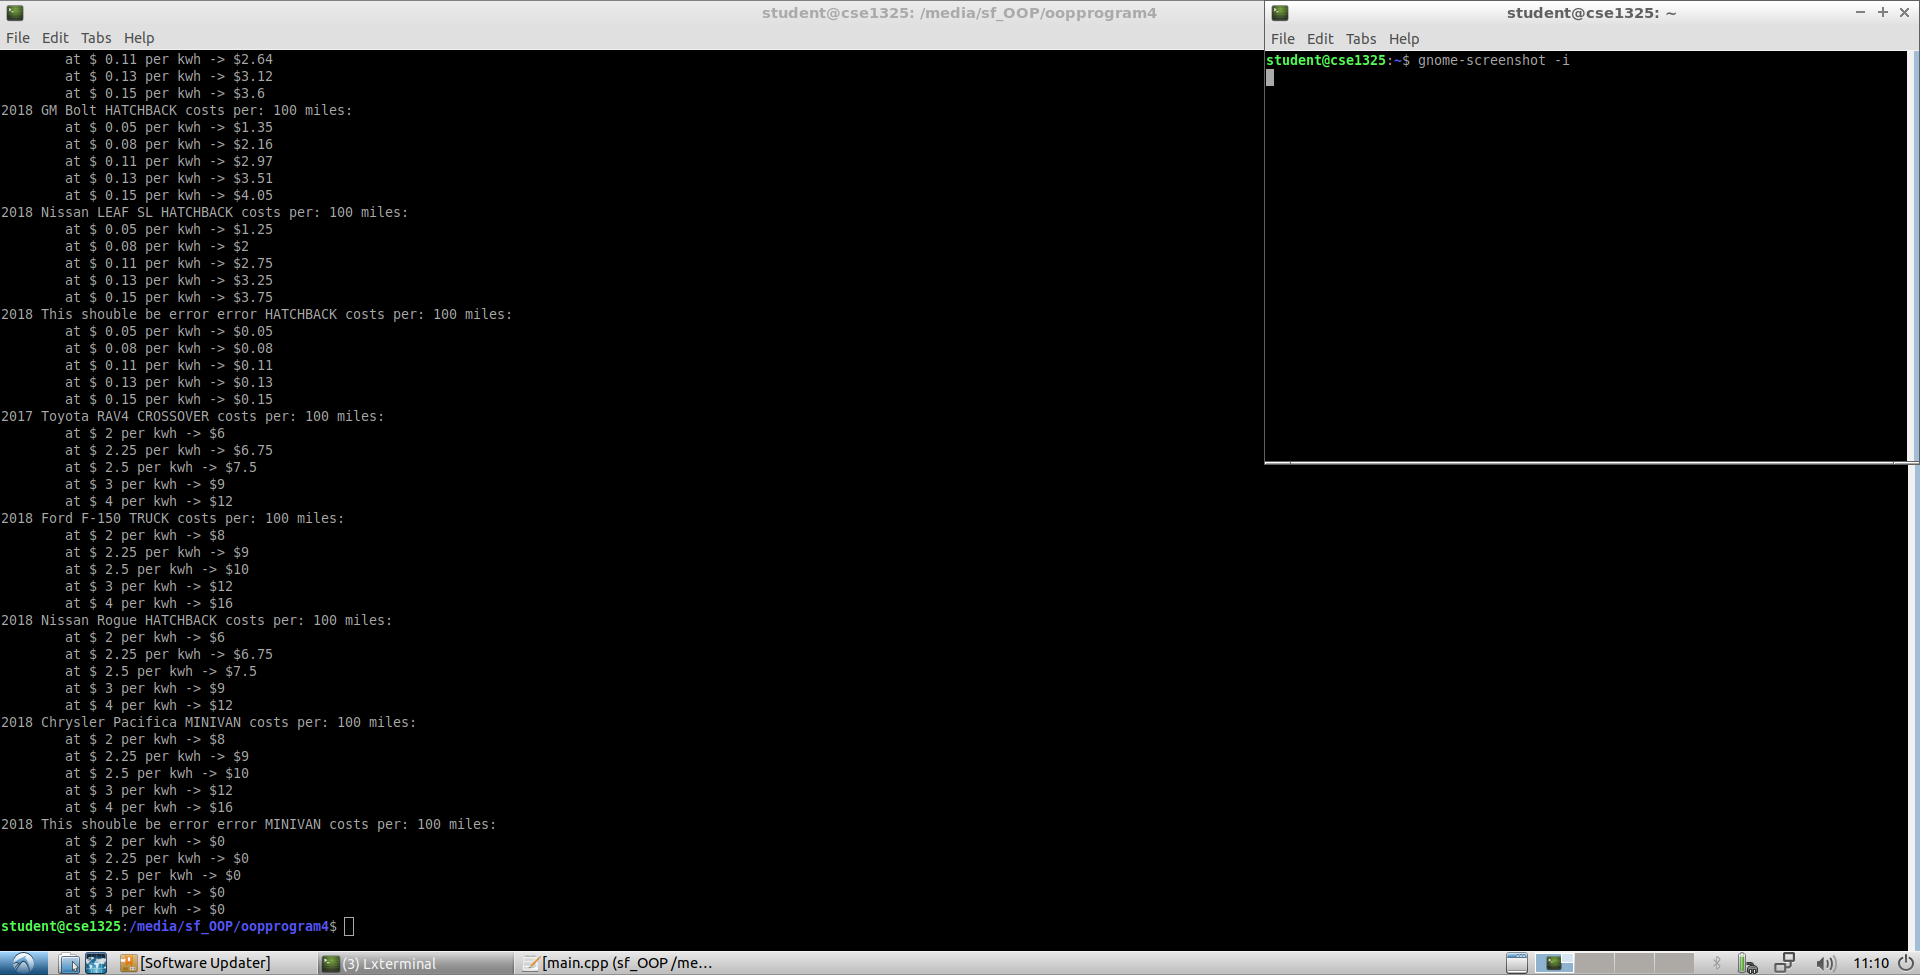 student@cse1325: /media/sf_OOP/oopprogram4
File Edit Tabs Help
at $ 0.11 per kwh -> $2.64
at $ 0.13 per kwh -> $3.12
at $ 0.15 per kwh -> $3.6
2018 GM Bolt HATCHBACK costs per: 100 miles:
at $ 0.05 per kwh -> $1.35
at $ 0.08 per kwh -> $2.16
at $ 0.11 per kwh -> $2.97
at $ 0.13 per kwh -> $3.51
at $ 0.15 per kwh -> $4.05
2018 Nissan LEAF SL HATCHBACK costs per: 100 miles:
at $ 0.05 per kwh -> $1.25
at $ 0.08 per kwh -> $2
at $ 0.11 per kwh -> $2.75
at $ 0.13 per kwh -> $3.25
at $ 0.15 per kwh -> $3.75
2018 This shouble be error error HATCHBACK costs per: 100 miles:
at $ 0.05 per kwh -> $0.05
at $ 0.08 per kwh -> $0.08
at $ 0.11 per kwh -> $0.11
at $ 0.13 per kwh -> $0.13
at $ 0.15 per kwh -> $0.15
2017 Toyota RAV4 CROSSOVER costs per: 100 miles:
at $ 2 per kwh -> $6
at $ 2.25 per kwh -> $6.75
at $ 2.5 per kwh -> $7.5
at $ 3 per kwh -> $9
at $ 4 per kwh -> $12
2018 Ford F-150 TRUCK costs per: 100 miles:
at $ 2 per kwh -> $8
at $ 2.25 per kwh -> $9
at $ 2.5 per kwh -> $10
at $ 3 per kwh -> $12
at $ 4 per kwh -> $16
2018 Nissan Rogue HATCHBACK costs per: 100 miles:
at $ 2 per kwh -> $6
at $ 2.25 per kwh -> $6.75
at $ 2.5 per kwh -> $7.5
at $ 3 per kwh -> $9
at $ 4 per kwh -> $12
2018 Chrysler Pacifica MINIVAN costs per: 100 miles:
at $ 2 per kwh -> $8
at $ 2.25 per kwh -> $9
at $ 2.5 per kwh -> $10
at $ 3 per kwh -> $12
at $ 4 per kwh -> $16
2018 This shouble be error error MINIVAN costs per: 100 miles:
at $ 2 per kwh -> $0
at $ 2.25 per kwh -> $0
at $ 2.5 per kwh -> $0
at $ 3 per kwh -> $0
at $ 4 per kwh -> $0
student@cse1325:/media/sf_OOP/oopprogram4$
student@cse1325: ~
File Edit Tabs Help
student@cse1325:~$ gnome-screenshot -i
[Software Updater] (3) Lxterminal [main.cpp (sf_OOP /me... 11:10